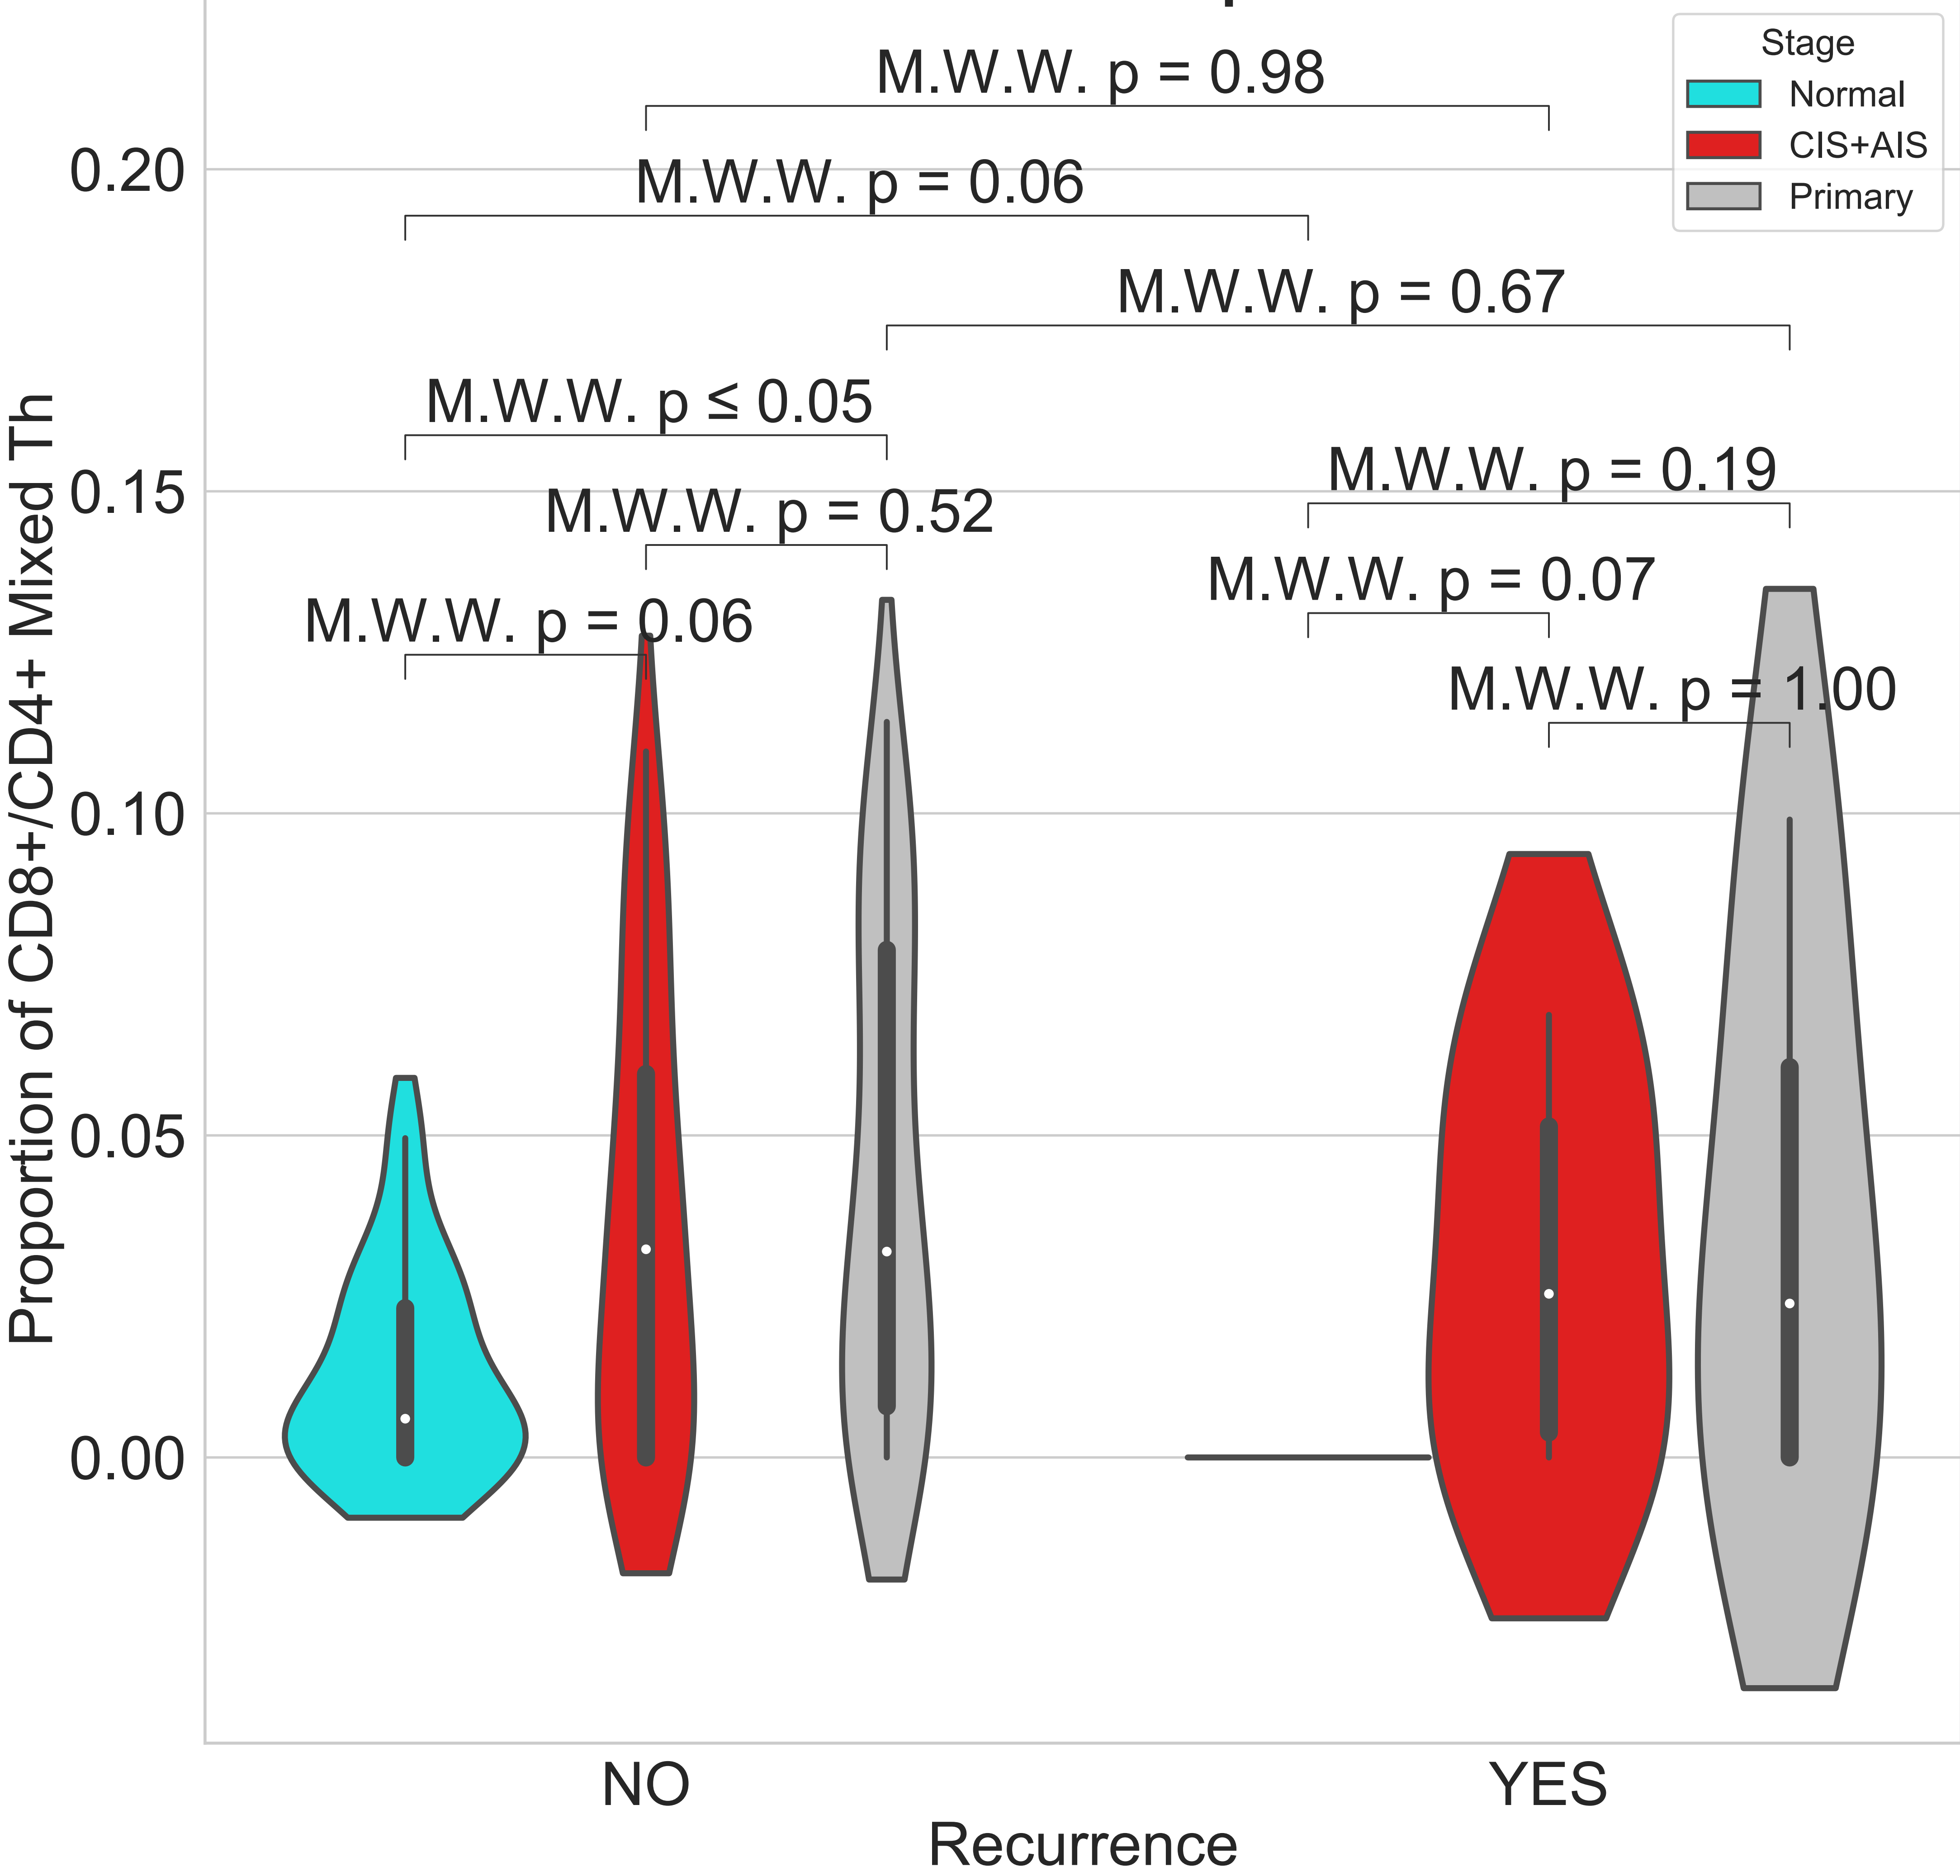 M.W.W. p = 0.98
Stage
Normal
CIS+AIS
Primary
0.20
M.W.W. p = 0.06
M.W.W. p = 0.67
M.W.W. p ≤ 0.05
M.W.W. p = 0.19
0.15
M.W.W. p = 0.52
M.W.W. p = 0.07
M.W.W. p = 0.06
M.W.W. p = 1.00
0.10
0.05
0.00
Proportion of CD8+/CD4+ Mixed Th
NO
YES
Recurrence